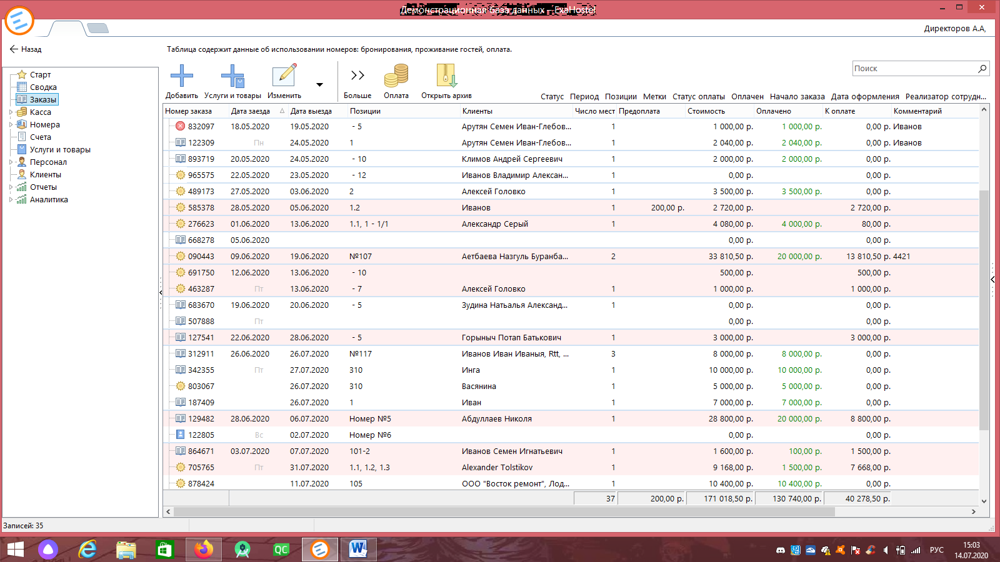 Демонстрационная база данных - ExaHostel
Директоров А.А,
Назад
Таблица содержит данные об использовании номеров: бронирования, проживание гостей, оплата.
Старт
Сводка
Заказы
Касса
Номера
Счета
Услуги и товары
Персонал
Клиенты
Отчеты
Аналитика
Добавить Услуги и товары Изменить Больше Оплата Открыть архив
Поиск
Статус Период Позиции Метки Статус оплаты Оплачен Начало заказа Дата оформления Реализатор сотрудн...
Номер заказа Дата заезда Дата выезда Позиции Клиенты Число мест Предоплата Стоимость Оплачено К оплате Комментарий
832097 18.05.2020 19.05.2020 - 5 Арутян Семен Иван-Глебов... 1 1 000,00 р. 1 000,00 р. 0,00 р. Иванов
122309 Пн 24.05.2020 1 Арутян Семен Иван-Глебов... 1 2 040,00 р. 2 040,00 р. 0,00 р. Иванов
893719 20.05.2020 24.05.2020 - 10 Климов Андрей Сергеевич 1 2 000,00 р. 2 000,00 р. 0,00 р.
965575 22.05.2020 23.05.2020 - 12 Иванов Владимир Алексан... 1 0,00 р. 0,00 р.
489173 27.05.2020 03.06.2020 2 Алексей Головко 1 3 500,00 р. 3 500,00 р. 0,00 р.
585378 28.05.2020 05.06.2020 1.2 Иванов 1 200,00 р. 2 720,00 р. 2 720,00 р.
276623 01.06.2020 13.06.2020 1.1, 1 - 1/1 Александр Серый 1 4 080,00 р. 4 000,00 р. 80,00 р.
668278 05.06.2020 0,00 р. 0,00 р.
090443 09.06.2020 19.06.2020 №107 Аетбаева Назгуль Буранба... 2 33 810,50 р. 20 000,00 р. 13 810,50 р. 4421
691750 12.06.2020 13.06.2020 - 10 500,00 р. 500,00 р.
463287 Пт 13.06.2020 - 7 Алексей Головко 1 1 000,00 р. 1 000,00 р.
683670 19.06.2020 20.06.2020 - 5 Зудина Натьалья Александ... 1 0,00 р. 0,00 р.
507888 Пт 0,00 р. 0,00 р.
127541 22.06.2020 28.06.2020 - 5 Горыныч Потап Батькович 1 3 000,00 р. 3 000,00 р.
312911 26.06.2020 26.07.2020 №117 Иванов Иван Иваныя, Rtt, ... 3 8 000,00 р. 8 000,00 р. 0,00 р.
342355 Пт 27.07.2020 310 Инга 1 10 000,00 р. 10 000,00 р. 0,00 р.
803067 26.07.2020 310 Васянина 1 5 000,00 р. 5 000,00 р. 0,00 р.
187409 26.07.2020 1 Иван 1 7 000,00 р. 7 000,00 р. 0,00 р.
129482 28.06.2020 06.07.2020 Номер №5 Абдуллаев Николя 1 28 800,00 р. 20 000,00 р. 8 800,00 р.
122805 Вс 02.07.2020 Номер №6 0,00 р. 0,00 р.
864671 03.07.2020 07.07.2020 101-2 Иванов Семен Игнатьевич 1 1 600,00 р. 100,00 р. 1 500,00 р.
705765 Пт 31.07.2020 1.1, 1.2, 1.3 Alexander Tolstikov 1 9 168,00 р. 1 500,00 р. 7 668,00 р.
878424 11.07.2020 105 ООО "Восток ремонт", Лод... 1 10 400,00 р. 10 400,00 р. 0,00 р.
37 200,00 р. 171 018,50 р. 130 740,00 р. 40 278,50 р.
Записей: 35
QC
РУС
15:03
14.07.2020